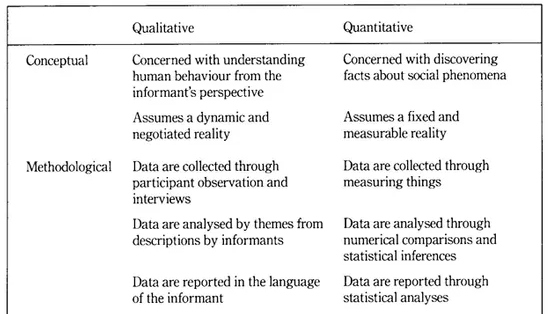 Qualitative Quantitative
Conceptual Concerned with understanding Concerned with discovering
human behaviour from the facts about social phenomena
informant's perspective
Assumes a dynamic and Assumes a fixed and
negotiated reality measurable reality
Methodological Data are collected through Data are collected through
participant observation and measuring things
interviews
Data are analysed by themes from Data are analysed through
descriptions by informants numerical comparisons and
statistical inferences
Data are reported in the language Data are reported through
of the informant statistical analyses